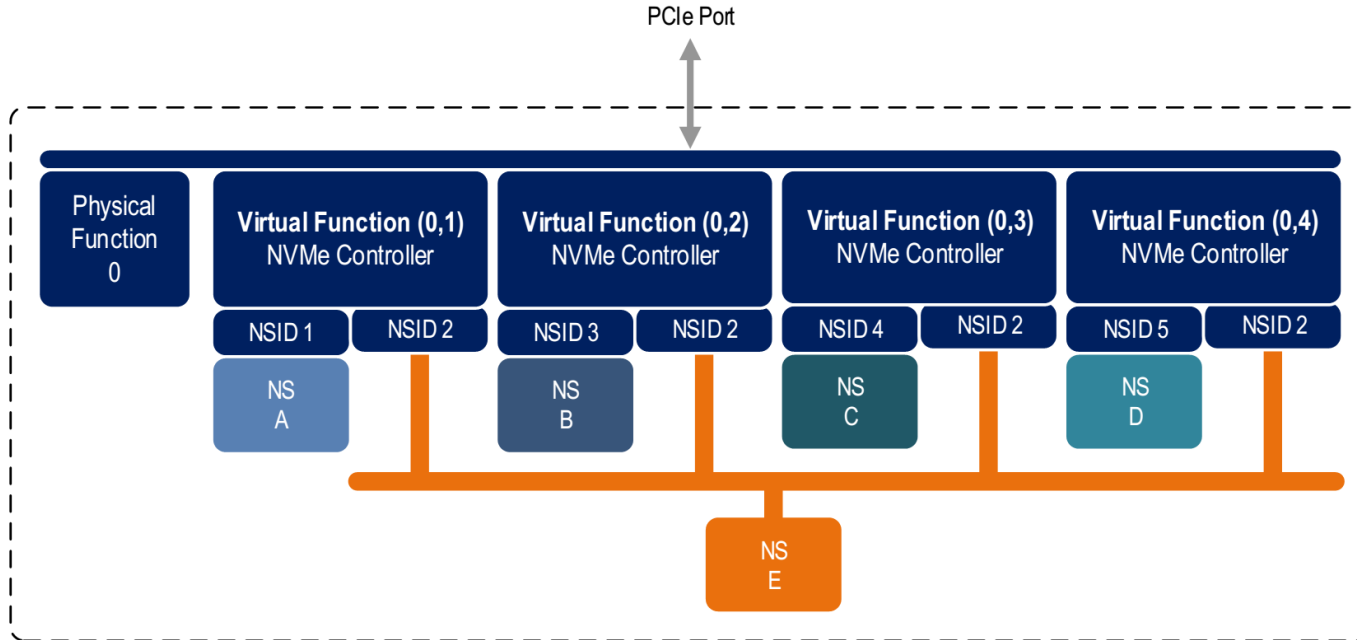 PCIe Port
Physical
Function
0
Virtual Function (0,1)
NVMe Controller
Virtual Function (0,2)
NVMe Controller
Virtual Function (0,3)
NVMe Controller
Virtual Function (0,4)
NVMe Controller
NSID 1
NSID 2
NSID 3
NSID 2
NSID 4
NSID 2
NSID 5
NSID 2
NS
A
NS
B
NS
C
NS
D
NS
E